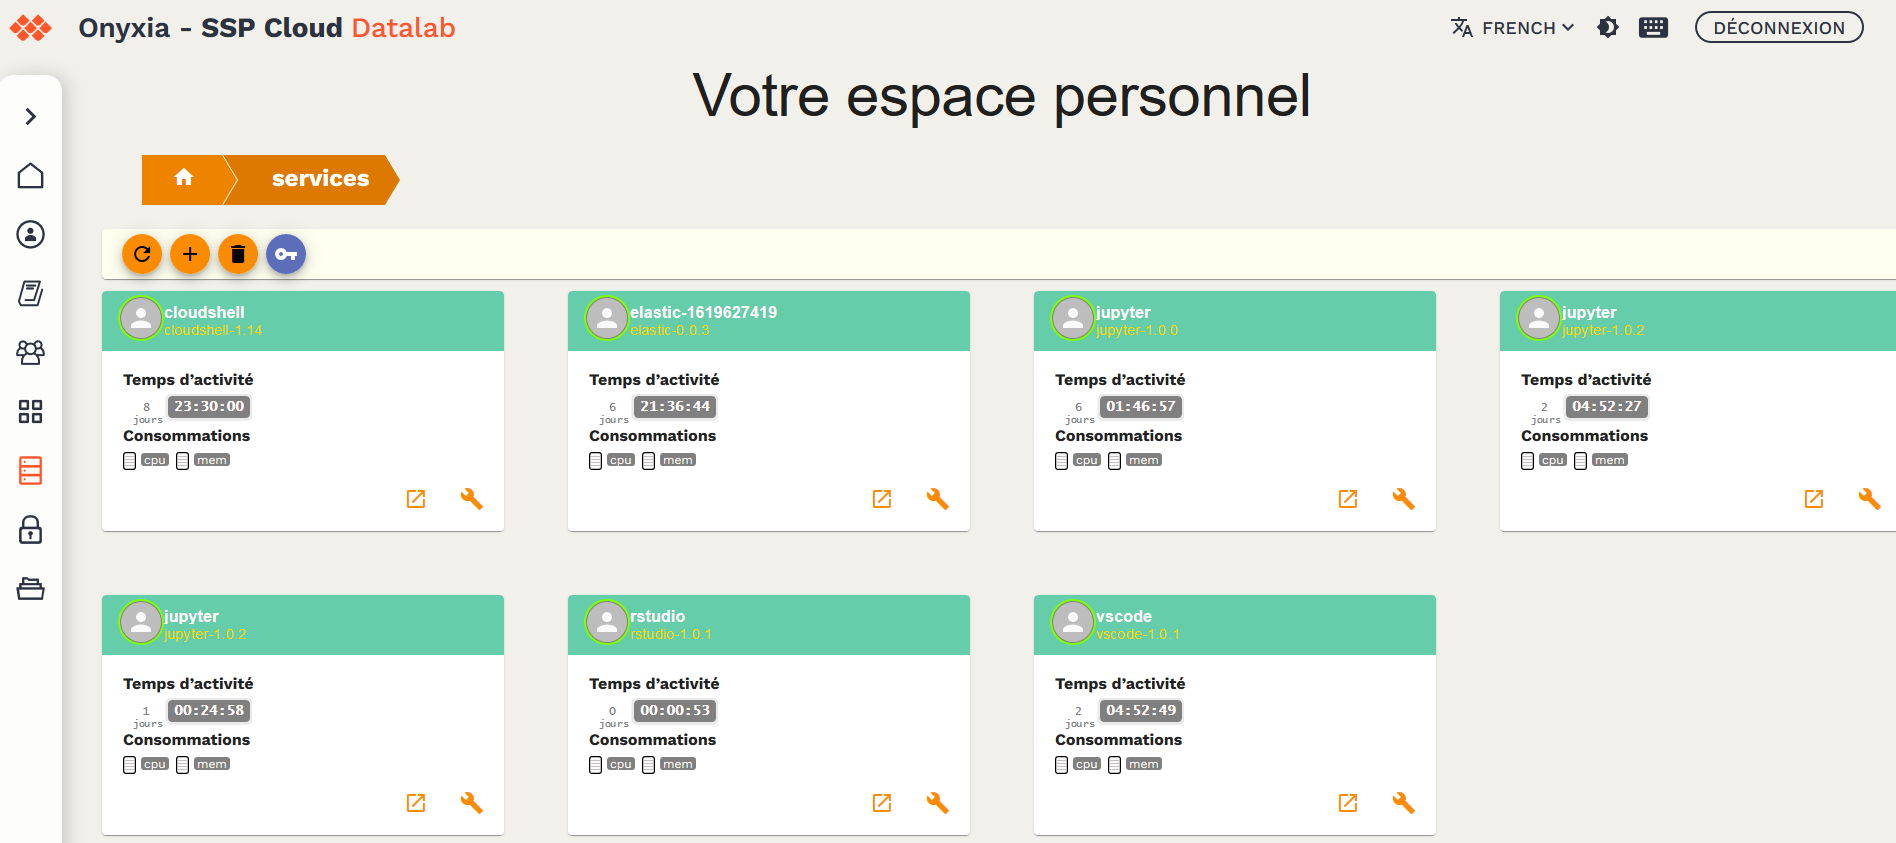 Onyxia - SSP Cloud Datalab
FRENCH
DÉCONNEXION
Votre espace personnel
services
cloudshell
cloudshell-1.14
Temps d’activité
8
jours
23:30:00
Consommations
cpu
mem
elastic-1619627419
elastic-0.0.3
Temps d’activité
6
jours
21:36:44
Consommations
cpu
mem
jupyter
jupyter-1.0.0
Temps d’activité
6
jours
01:46:57
Consommations
cpu
mem
jupyter
jupyter-1.0.2
Temps d’activité
2
jours
04:52:27
Consommations
cpu
mem
jupyter
jupyter-1.0.2
Temps d’activité
1
jours
00:24:58
Consommations
cpu
mem
rstudio
rstudio-1.0.1
Temps d’activité
0
jours
00:00:53
Consommations
cpu
mem
vscode
vscode-1.0.1
Temps d’activité
2
jours
04:52:49
Consommations
cpu
mem